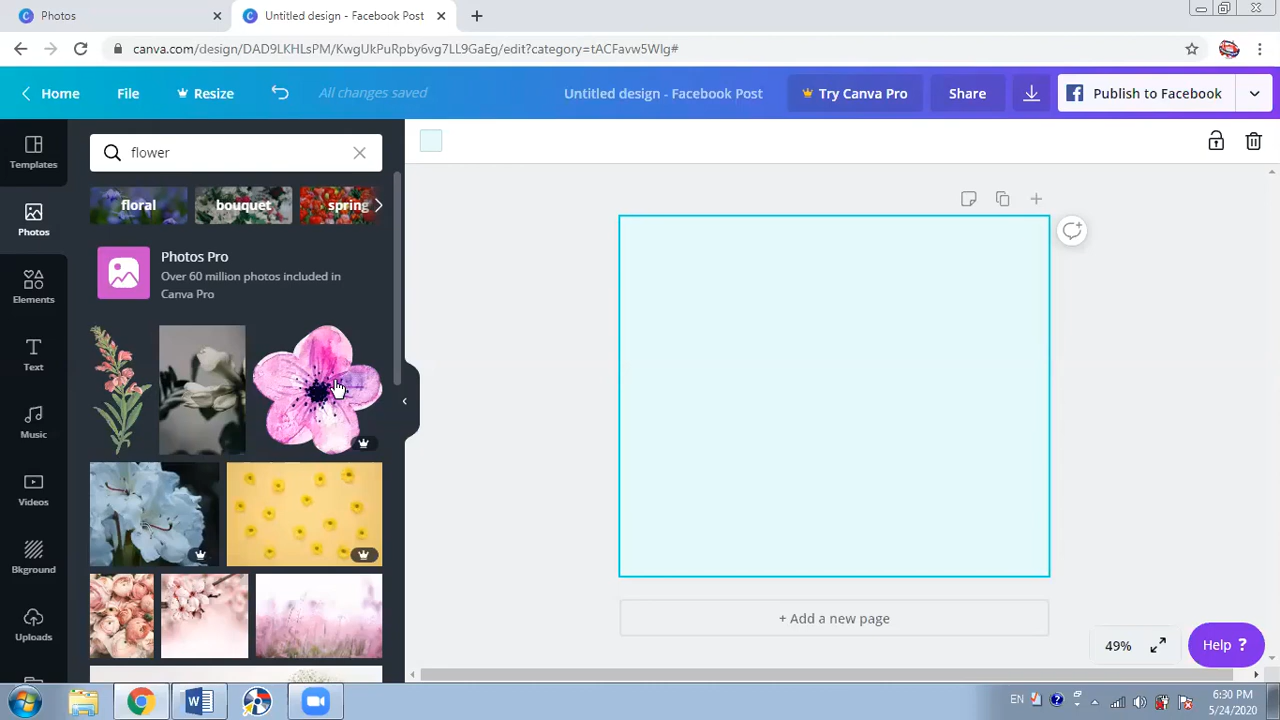 Photos
Untitled design - Facebook Post
canva.com/design/DAD9LKHLsPM/KwgUkPuRpby6vg7LL9GaEg/edit?category=tACFavw5WIg#
Home
File
Resize
All changes saved
Untitled design - Facebook Post
Try Canva Pro
Share
Publish to Facebook
Templates
Photos
Elements
Text
Music
Videos
Bkground
Uploads
flower
floral
bouquet
spring
Photos Pro
Over 60 million photos included in
Canva Pro
+ Add a new page
49%
Help ?
EN
6:30 PM
5/24/2020